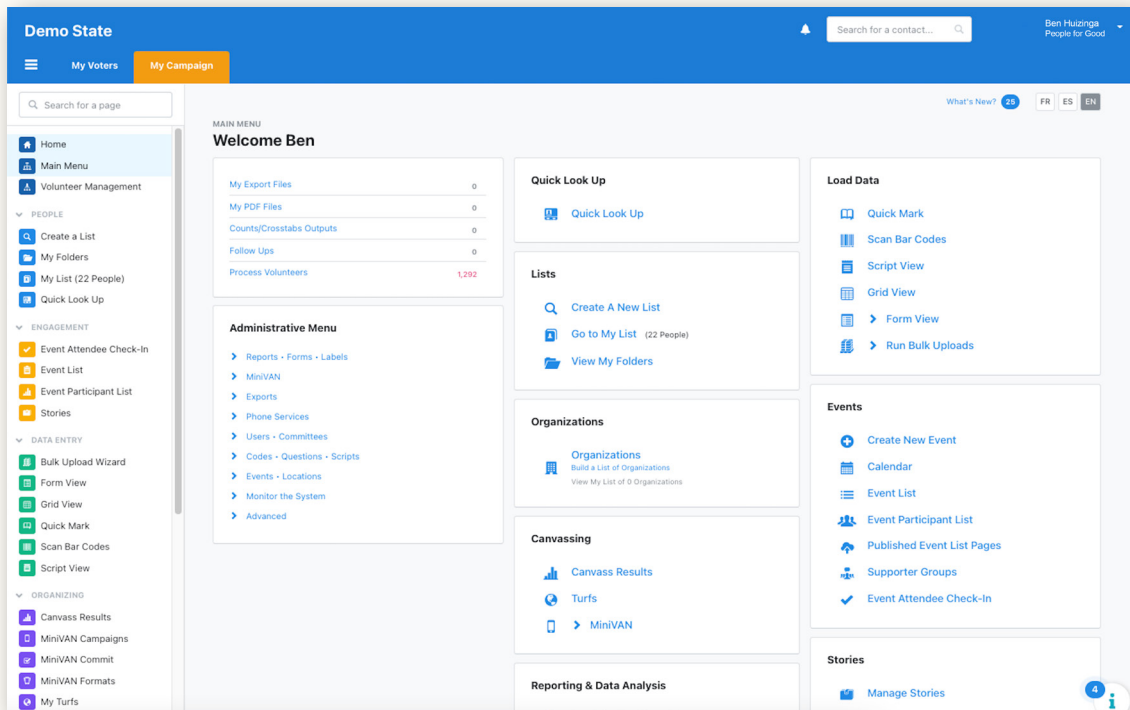 Demo State
Search for a contact...
Ben Huizinga
People for Good
My Voters
My Campaign
Search for a page
Home
Main Menu
Volunteer Management
PEOPLE
Create a List
My Folders
My List (22 People)
Quick Look Up
ENGAGEMENT
Event Attendee Check-In
Event List
Event Participant List
Stories
DATA ENTRY
Bulk Upload Wizard
Form View
Grid View
Quick Mark
Scan Bar Codes
Script View
ORGANIZING
Canvass Results
MiniVAN Campaigns
MiniVAN Commit
MiniVAN Formats
My Turfs
What's New? 25
FR ES EN
MAIN MENU
Welcome Ben
My Export Files 0
My PDF Files 0
Counts/Crosstabs Outputs 0
Follow Ups 0
Process Volunteers 1,292
Administrative Menu
Reports • Forms • Labels
MiniVAN
Exports
Phone Services
Users • Committees
Codes • Questions • Scripts
Events • Locations
Monitor the System
Advanced
Quick Look Up
Quick Look Up
Lists
Create A New List
Go to My List (22 People)
View My Folders
Organizations
Organizations
Build a List of Organizations
View My List of 0 Organizations
Canvassing
Canvass Results
Turfs
MiniVAN
Reporting & Data Analysis
Load Data
Quick Mark
Scan Bar Codes
Script View
Grid View
Form View
Run Bulk Uploads
Events
Create New Event
Calendar
Event List
Event Participant List
Published Event List Pages
Supporter Groups
Event Attendee Check-In
Stories
Manage Stories
4